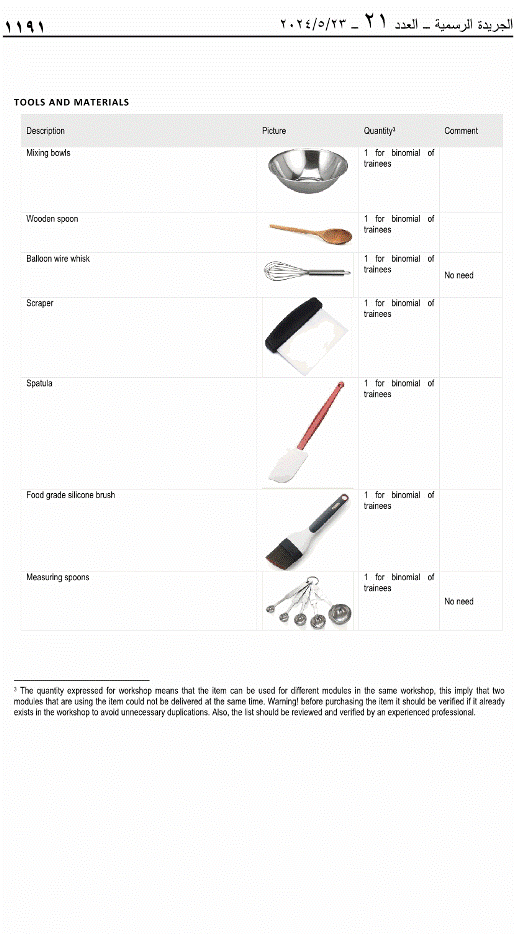 الجريدة الرسمية ــ العدد ٢١ ــ ٢٠٢٤/٥/٢٣
١١٩١
TOOLS AND MATERIALS
Description Picture Quantity³ Comment
Mixing bowls 1 for binomial of
trainees
Wooden spoon 1 for binomial of
trainees
Balloon wire whisk 1 for binomial of
trainees
No need
Scraper 1 for binomial of
trainees
Spatula 1 for binomial of
trainees
Food grade silicone brush 1 for binomial of
trainees
Measuring spoons 1 for binomial of
trainees
No need
³ The quantity expressed for workshop means that the item can be used for different modules in the same workshop, this imply that two
modules that are using the item could not be delivered at the same time. Warning! before purchasing the item it should be verified if it already
exists in the workshop to avoid unnecessary duplications. Also, the list should be reviewed and verified by an experienced professional.